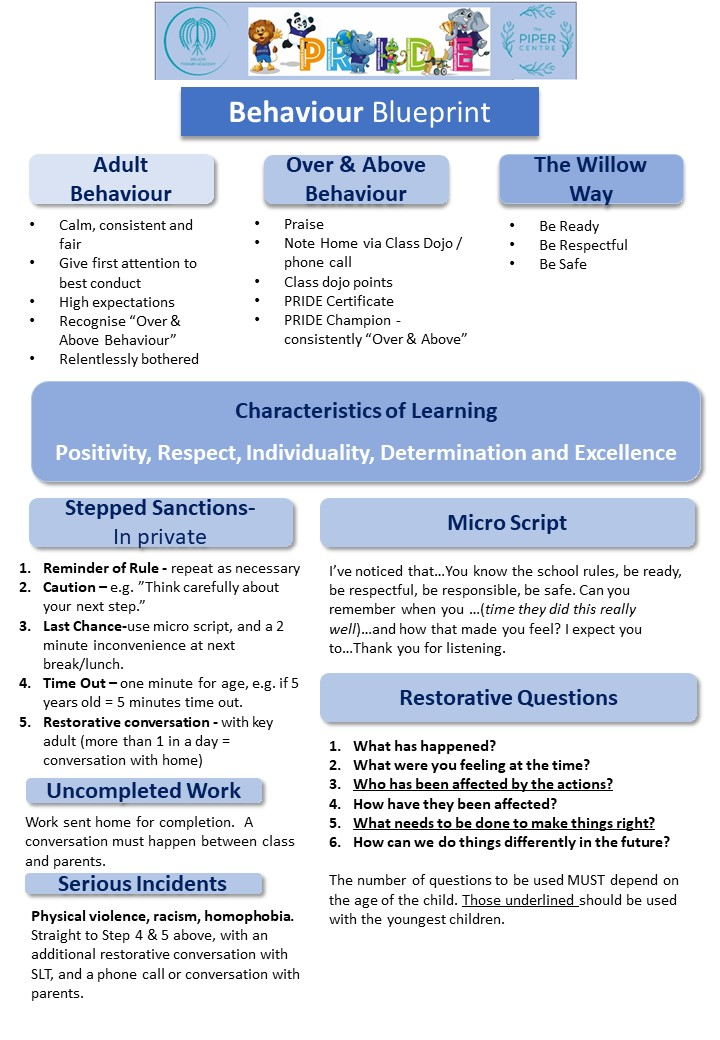 WILLOW PRIMARY ACADEMY
PRIDE
The
PIPER
CENTRE
Behaviour Blueprint
Adult
Behaviour
• Calm, consistent and
fair
• Give first attention to
best conduct
• High expectations
• Recognise “Over &
Above Behaviour”
• Relentlessly bothered
Over & Above
Behaviour
• Praise
• Note Home via Class Dojo /
phone call
• Class dojo points
• PRIDE Certificate
• PRIDE Champion -
consistently “Over & Above”
The Willow
Way
• Be Ready
• Be Respectful
• Be Safe
Characteristics of Learning
Positivity, Respect, Individuality, Determination and Excellence
Stepped Sanctions-
In private
1. Reminder of Rule - repeat as necessary
2. Caution – e.g. ”Think carefully about
your next step.”
3. Last Chance-use micro script, and a 2
minute inconvenience at next
break/lunch.
4. Time Out – one minute for age, e.g. if 5
years old = 5 minutes time out.
5. Restorative conversation - with key
adult (more than 1 in a day =
conversation with home)
Uncompleted Work
Work sent home for completion.  A
conversation must happen between class
and parents.
Serious Incidents
Physical violence, racism, homophobia.
Straight to Step 4 & 5 above, with an
additional restorative conversation with
SLT, and a phone call or conversation with
parents.
Micro Script
I’ve noticed that…You know the school rules, be ready,
be respectful, be responsible, be safe. Can you
remember when you …(time they did this really
well)…and how that made you feel? I expect you
to…Thank you for listening.
Restorative Questions
1. What has happened?
2. What were you feeling at the time?
3. Who has been affected by the actions?
4. How have they been affected?
5. What needs to be done to make things right?
6. How can we do things differently in the future?
The number of questions to be used MUST depend on
the age of the child. Those underlined should be used
with the youngest children.